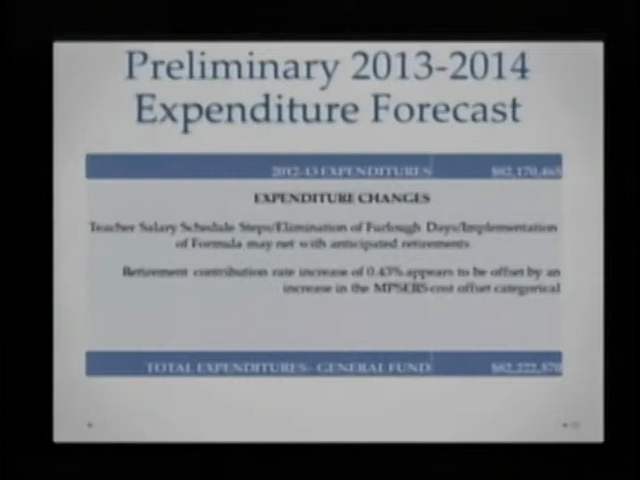 Preliminary 2013-2014
Expenditure Forecast
2012-13 EXPENDITURES
EXPENDITURE CHANGES
Teacher Salary Schedule Steps/Elimination of Furlough Days/Implementation
of Formula may net with anticipated retirements
Retirement contribution rate increase of 0.43% appears to be offset by an
increase in the MPSERS cost offset categorical
TOTAL EXPENDITURES- GENERAL FUND